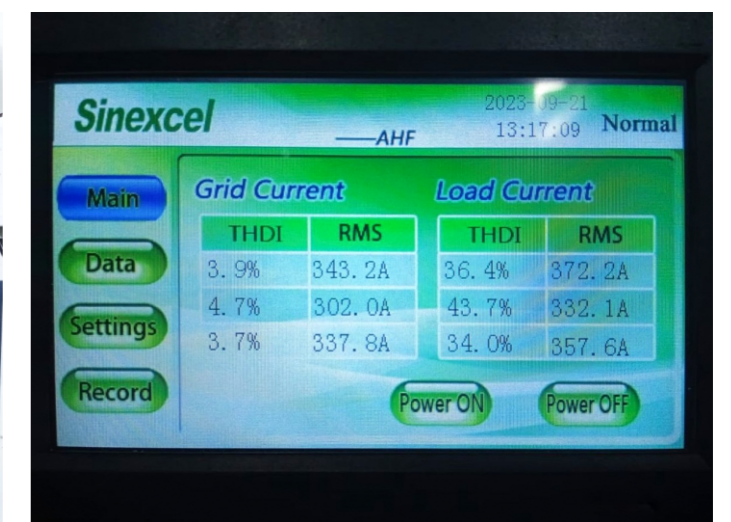 Sinexcel
——AHF
2023-09-21
13:17:09 Normal
Main
Data
Settings
Record
Grid Current
THDI RMS
3.9% 343.2A
4.7% 302.0A
3.7% 337.8A
Load Current
THDI RMS
36.4% 372.2A
43.7% 332.1A
34.0% 357.6A
Power ON
Power OFF